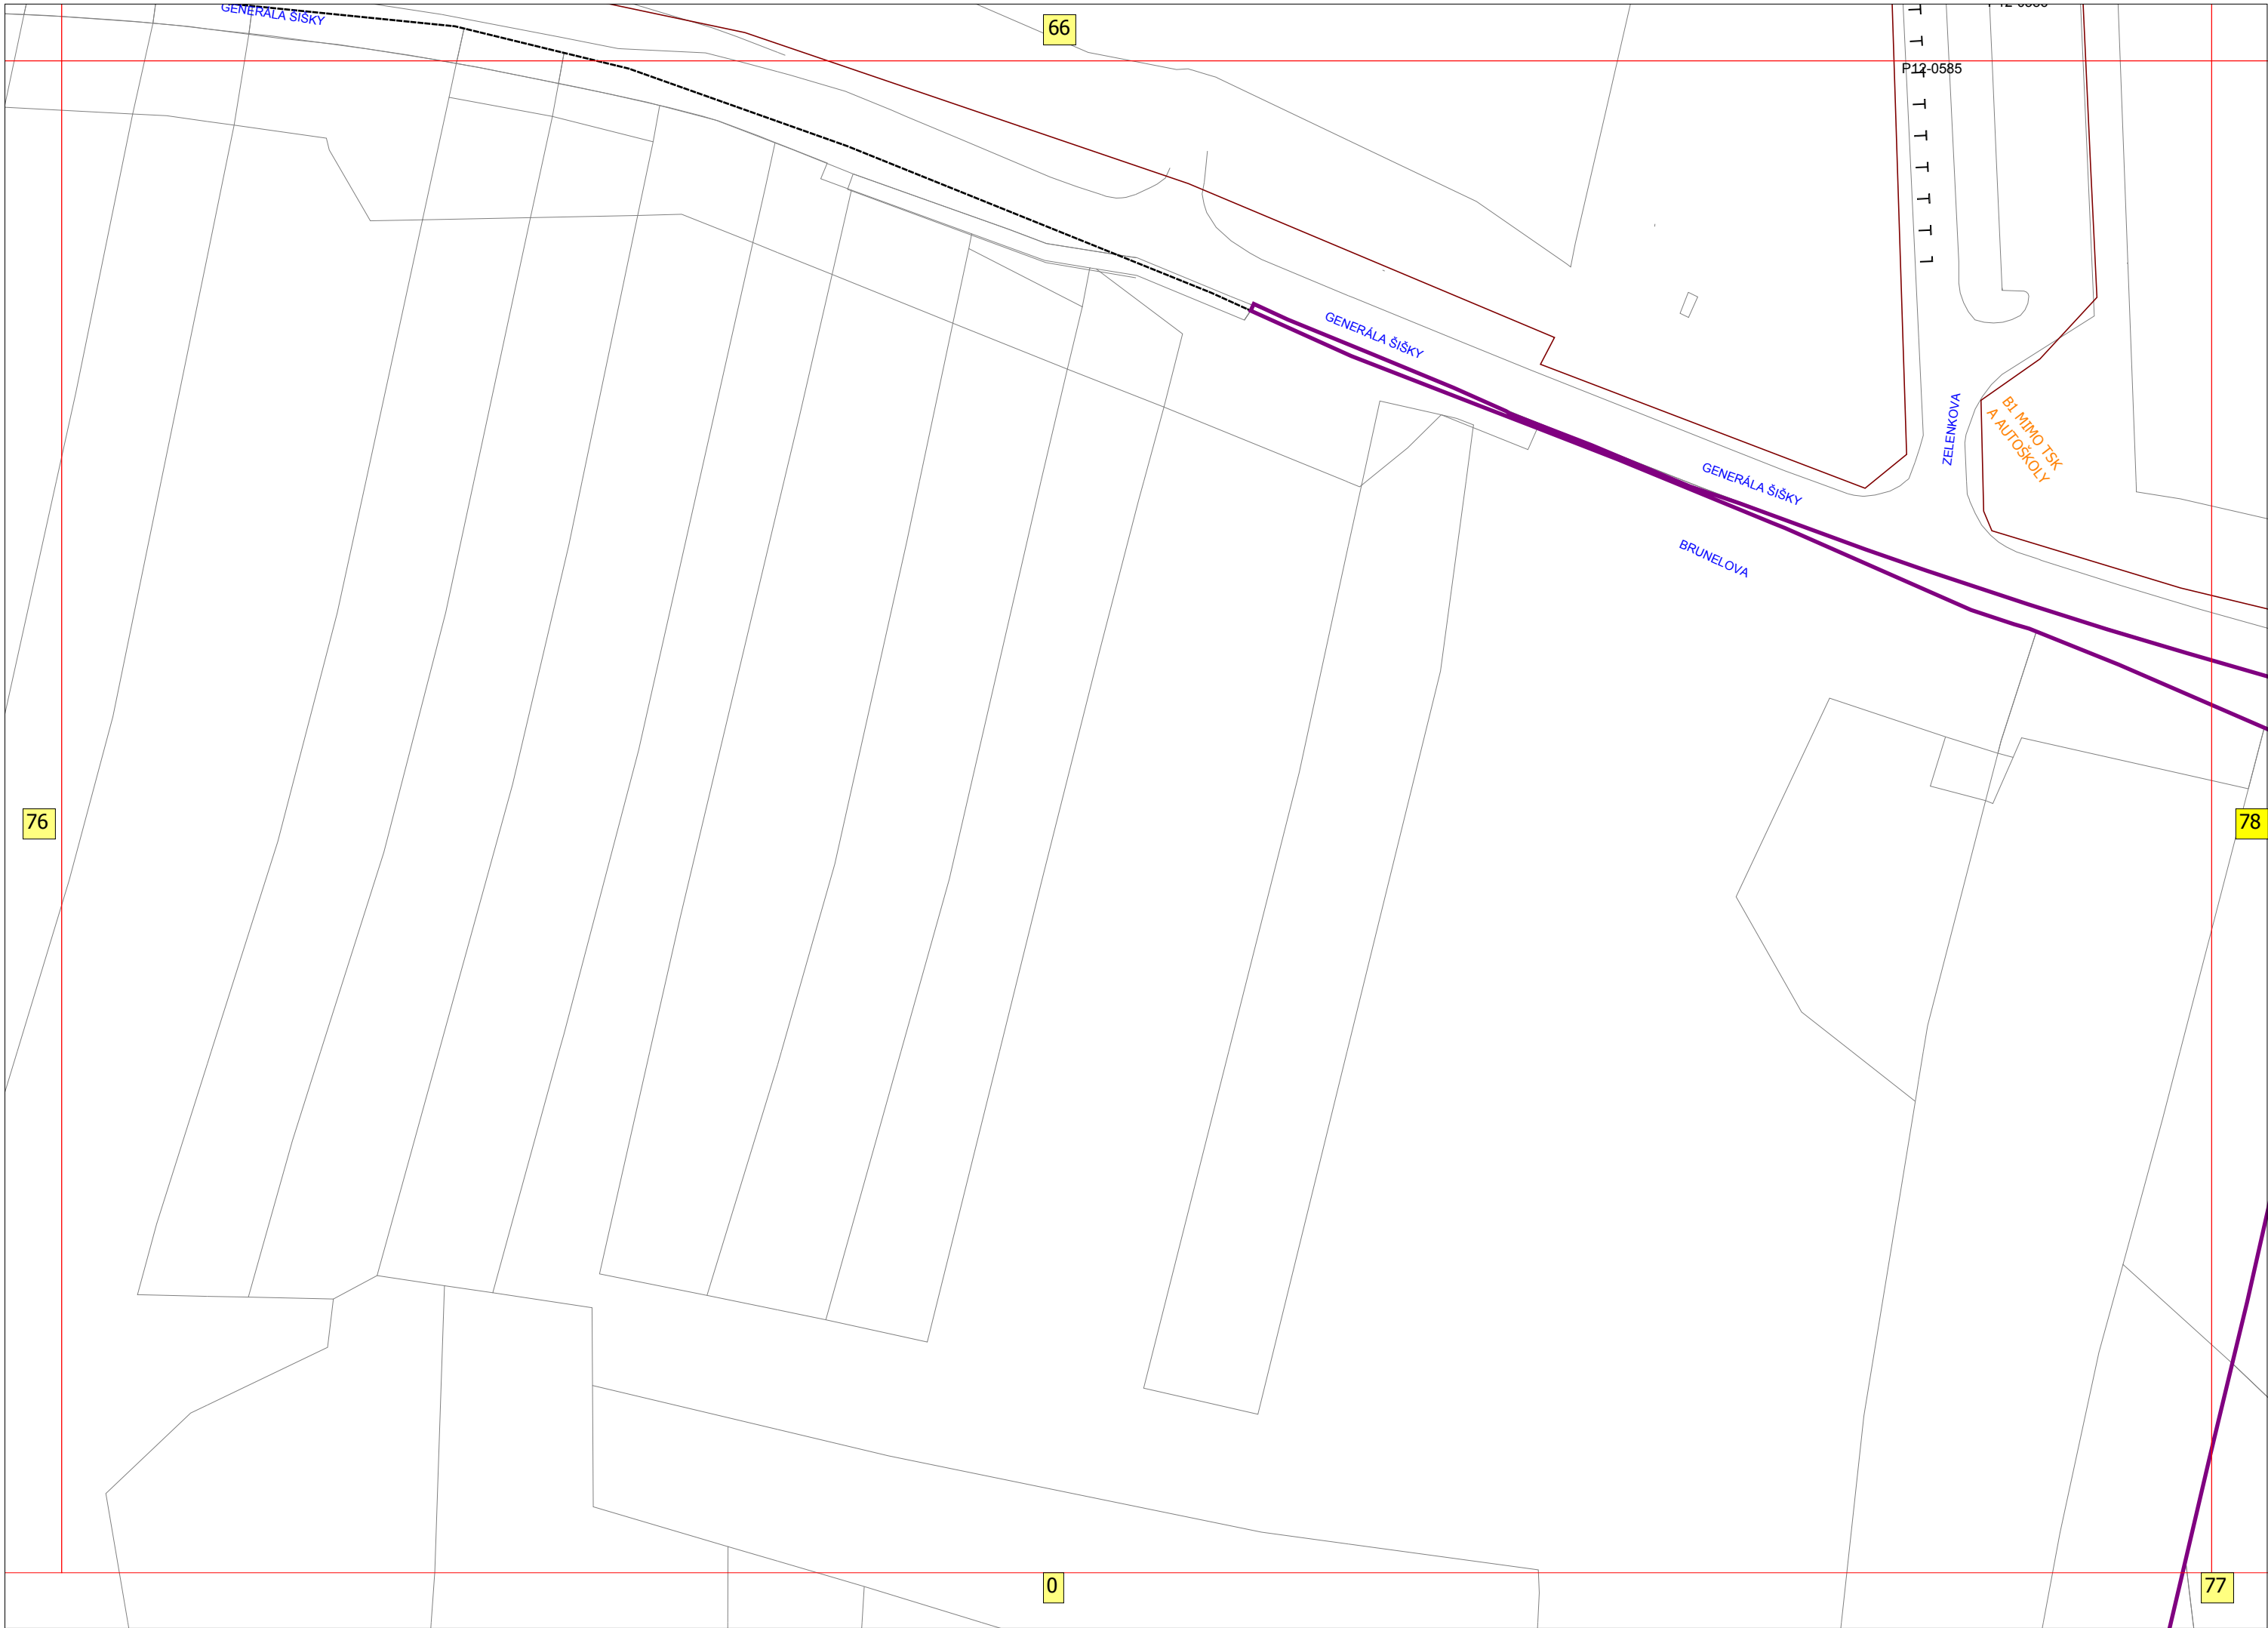 GENERÁLA ŠIŠKY
66
P12-0585
GENERÁLA ŠIŠKY
ZELENKOVA
B1 MIMO TSK
A AUTOŠKOLY
GENERÁLA ŠIŠKY
BRUNELOVA
76
78
0
77